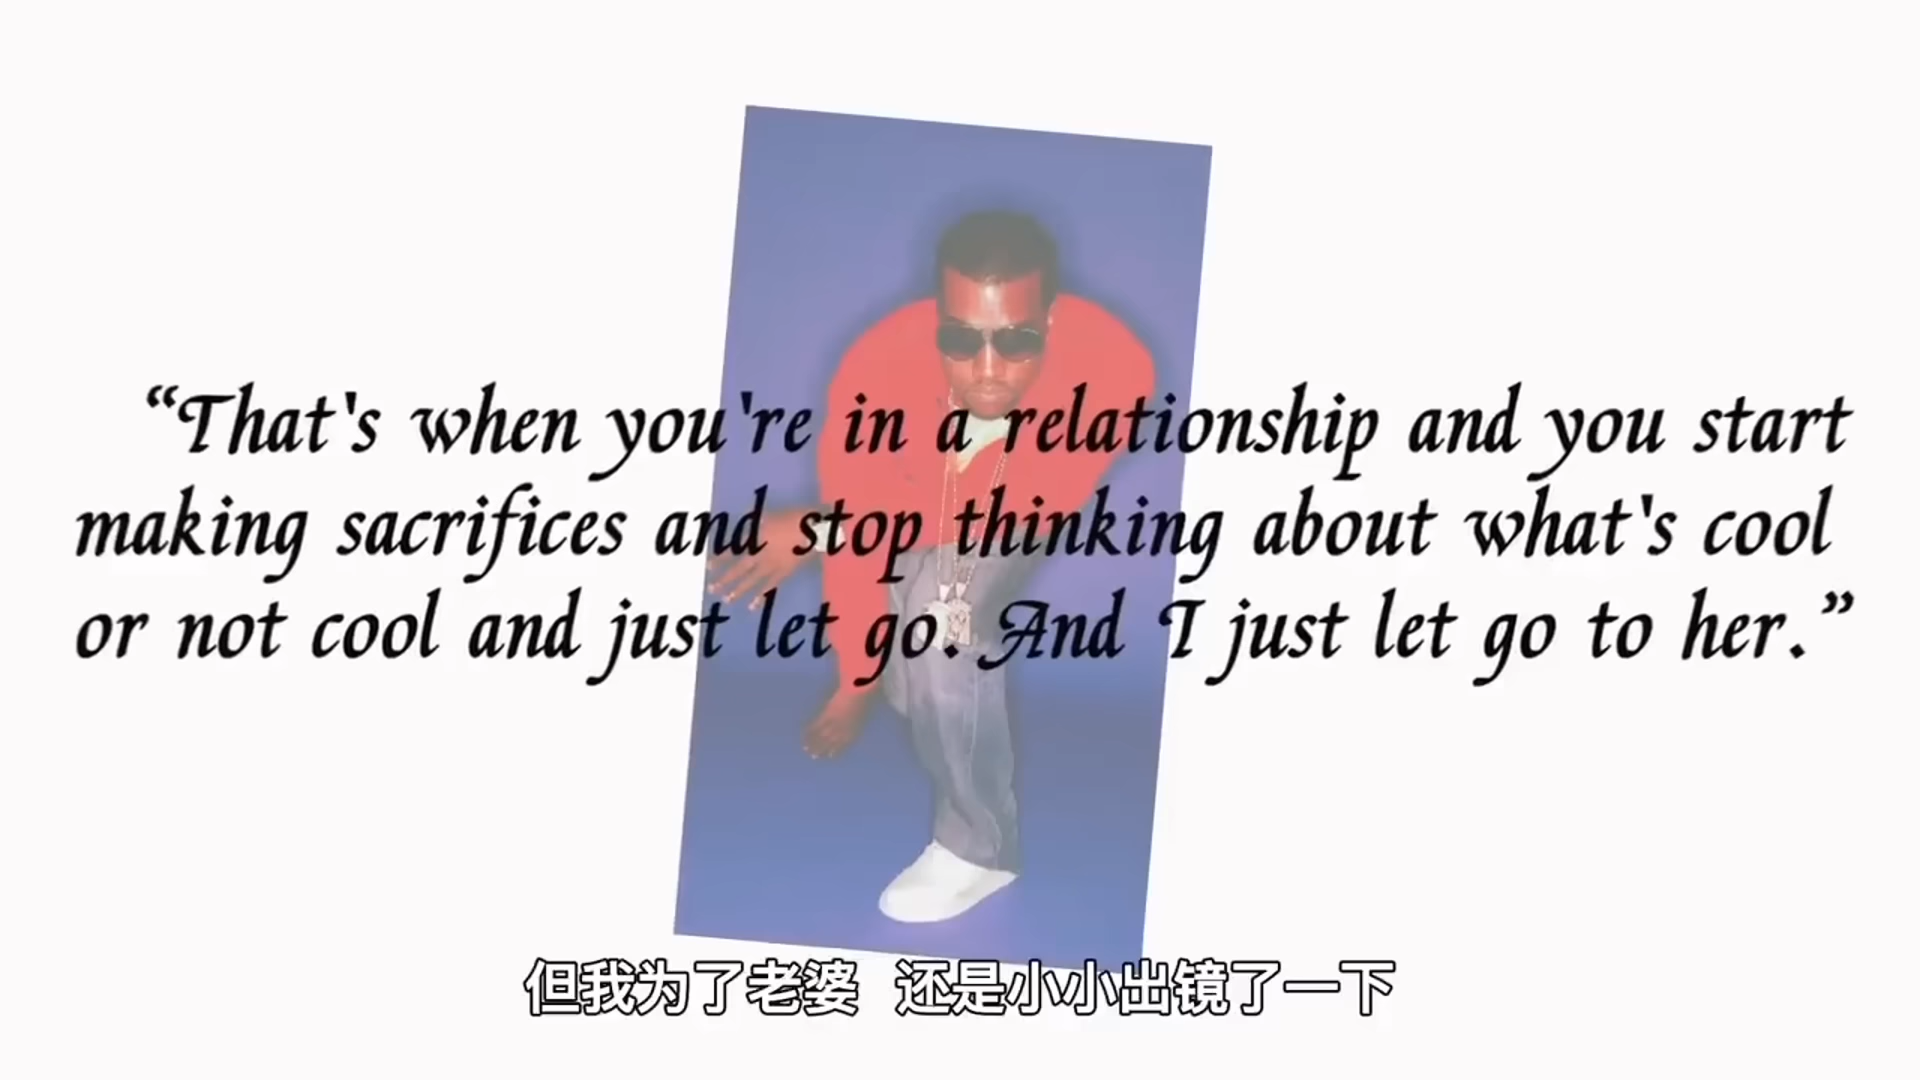 “That's when you're in a relationship and you start
making sacrifices and stop thinking about what's cool
or not cool and just let go. And I just let go to her.”
但我为了老婆 还是小小出镜了一下